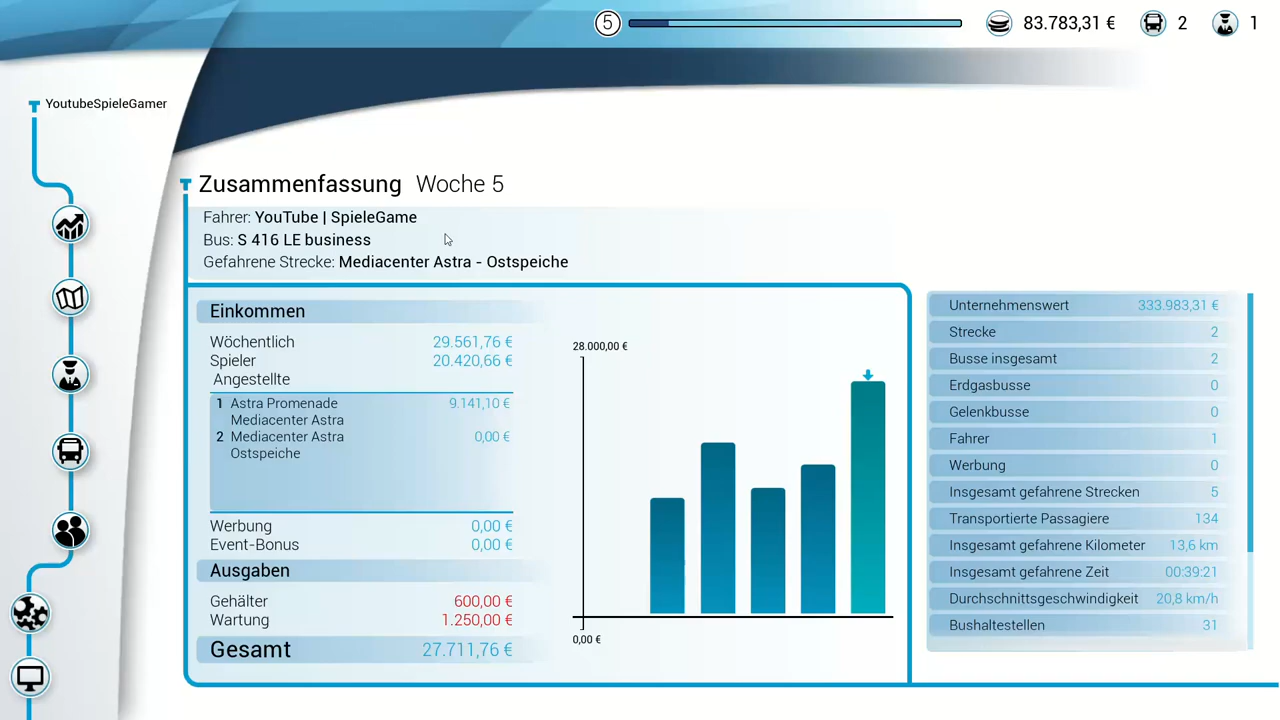 5 83.783,31 € 2 1
YoutubeSpieleGamer
Zusammenfassung Woche 5
Fahrer: YouTube | SpieleGame
Bus: S 416 LE business
Gefahrene Strecke: Mediacenter Astra - Ostspeiche
Einkommen
Wöchentlich 29.561,76 €
Spieler 20.420,66 €
Angestellte
1 Astra Promenade 9.141,10 €
Mediacenter Astra
2 Mediacenter Astra 0,00 €
Ostspeiche
Werbung 0,00 €
Event-Bonus 0,00 €
Ausgaben
Gehälter 600,00 €
Wartung 1.250,00 €
Gesamt 27.711,76 €
28.000,00 €
0,00 €
Unternehmenswert 333.983,31 €
Strecke 2
Busse insgesamt 2
Erdgasbusse 0
Gelenkbusse 0
Fahrer 1
Werbung 0
Insgesamt gefahrene Strecken 5
Transportierte Passagiere 134
Insgesamt gefahrene Kilometer 13,6 km
Insgesamt gefahrene Zeit 00:39:21
Durchschnittsgeschwindigkeit 20,8 km/h
Bushaltestellen 31